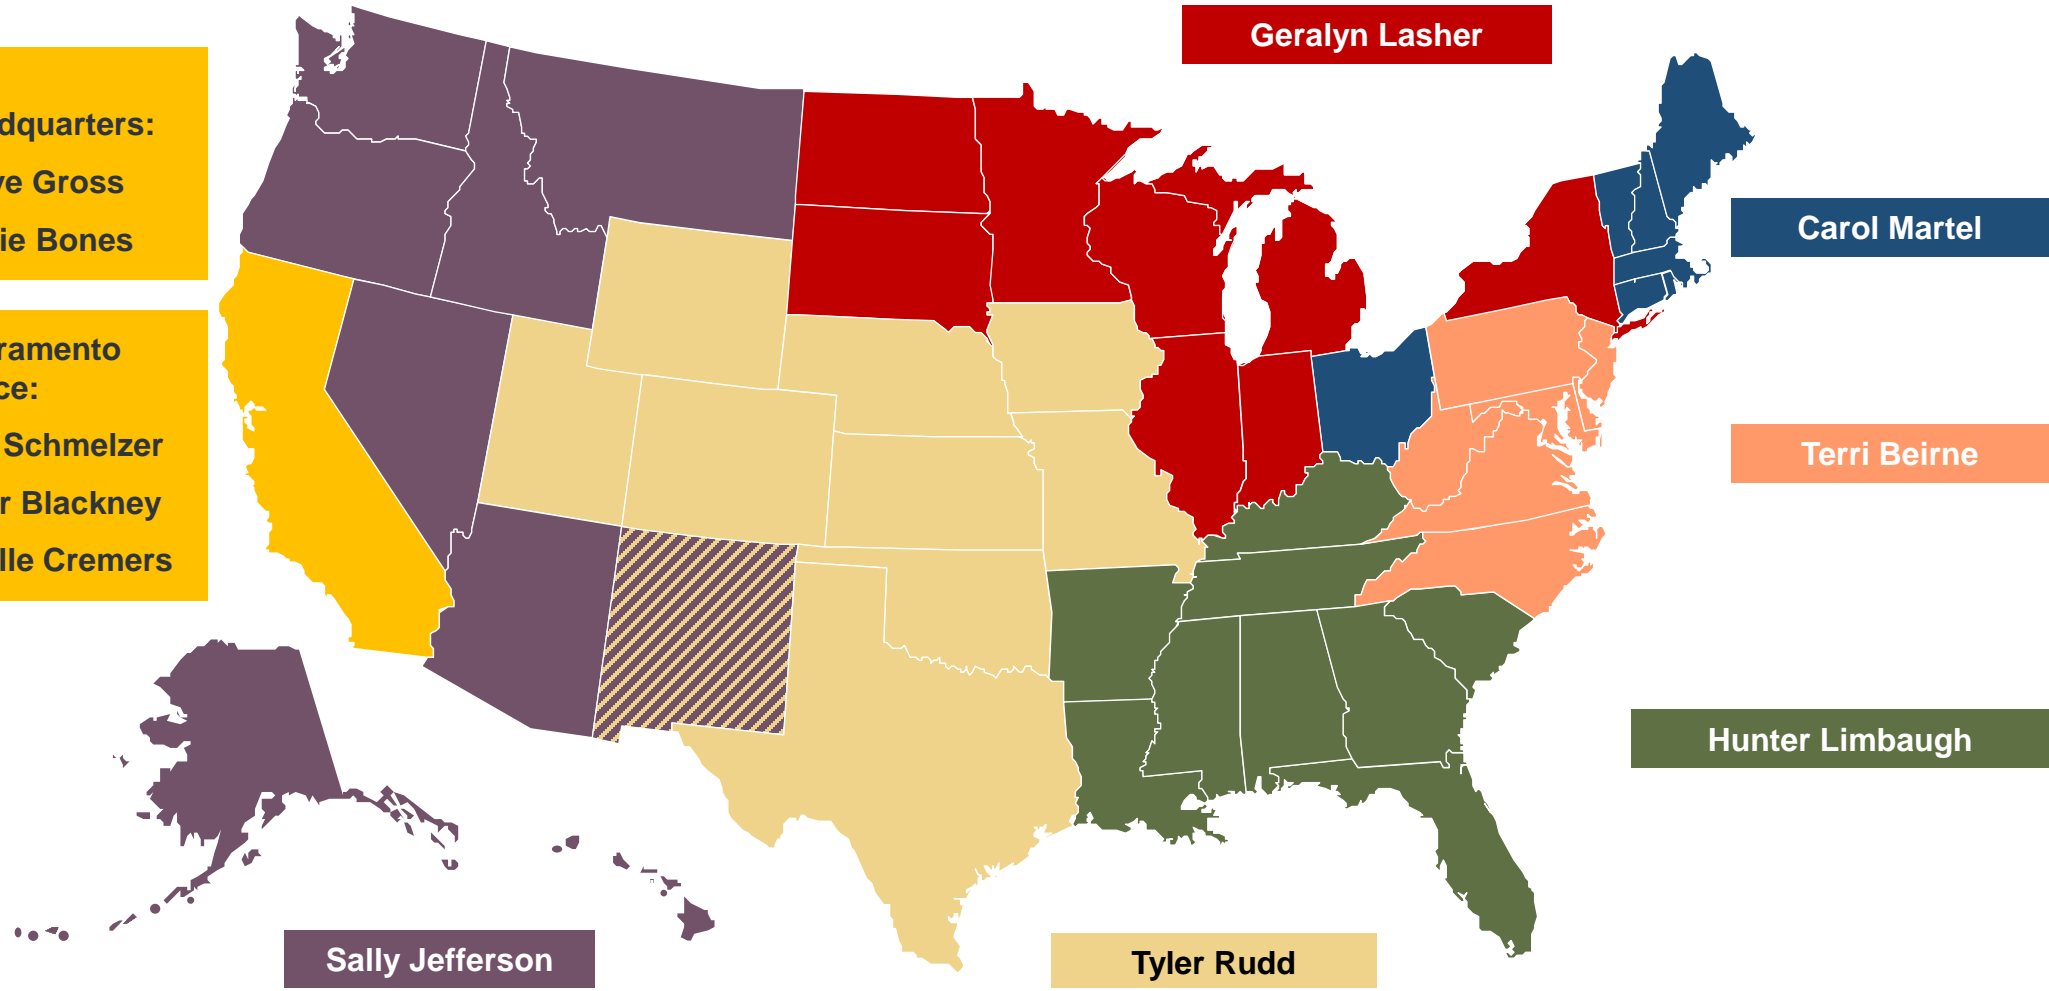 dquarters:
ve Gross
ie Bones
ramento
ce:
Schmelzer
r Blackney
lle Cremers
Geralyn Lasher
Carol Martel
Terri Beirne
Hunter Limbaugh
Sally Jefferson
Tyler Rudd